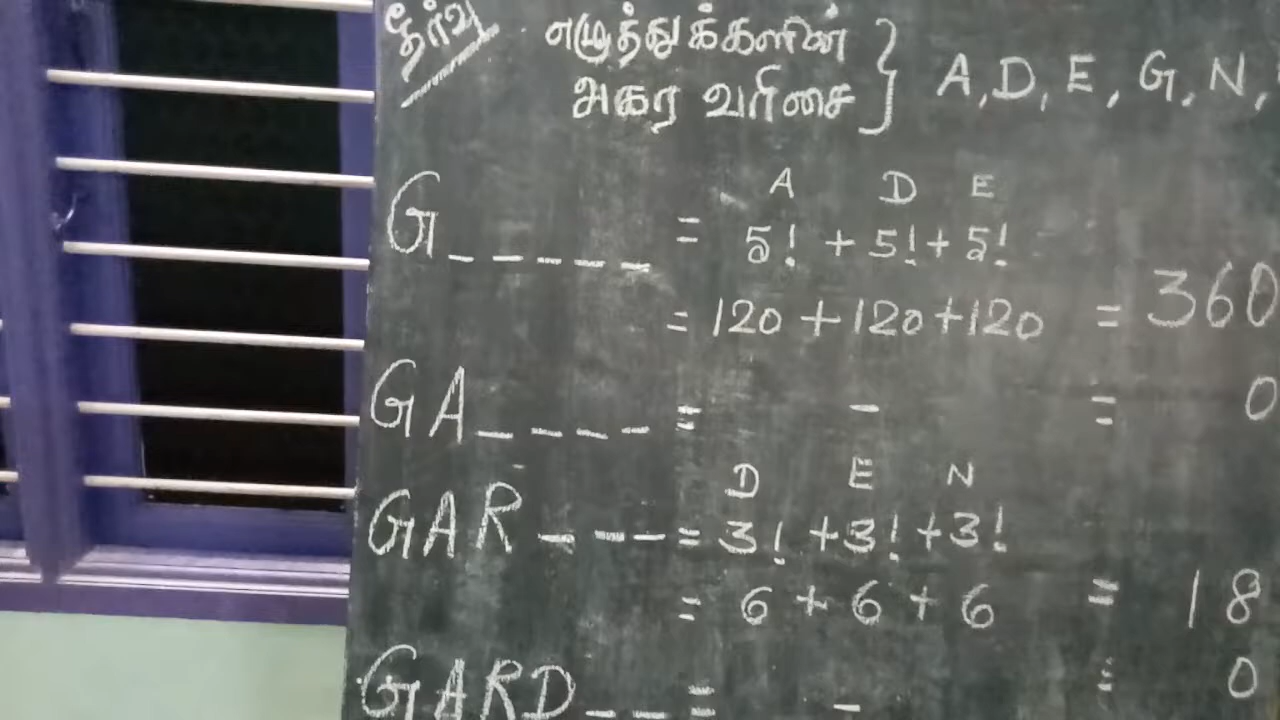 தீர்வு எழுத்துக்களின்
அகர வரிசை } A, D, E, G, N,
A D E
G _ _ _ _ _ = 5! + 5! + 5!
= 120 + 120 + 120 = 360
GA _ _ _ _ = - = 0
D E N
GAR _ _ _ = 3! + 3! + 3!
= 6 + 6 + 6 = 18
GARD _ _ = - = 0